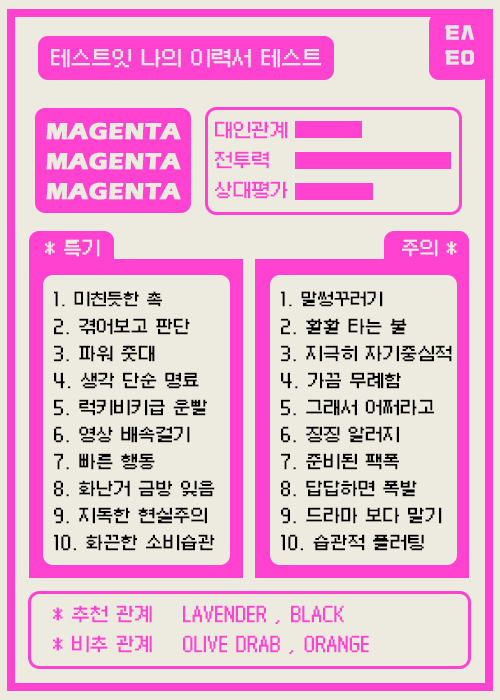 테스트잇 나의 이력서 테스트
EΛ
EO
MAGENTA
MAGENTA
MAGENTA
대인관계
전투력
상대평가
* 특기
1. 미친듯한 촉
2. 겪어보고 판단
3. 파워 줏대
4. 생각 단순 명료
5. 럭키비키급 운빨
6. 영상 배속걸기
7. 빠른 행동
8. 화난거 금방 잊음
9. 지독한 현실주의
10. 화끈한 소비습관
주의 *
1. 말썽꾸러기
2. 활활 타는 불
3. 지극히 자기중심적
4. 가끔 무례함
5. 그래서 어쩌라고
6. 징징 알러지
7. 준비된 팩폭
8. 답답하면 폭발
9. 드라마 보다 말기
10. 습관적 플러팅
* 추천 관계 LAVENDER , BLACK
* 비추 관계 OLIVE DRAB , ORANGE